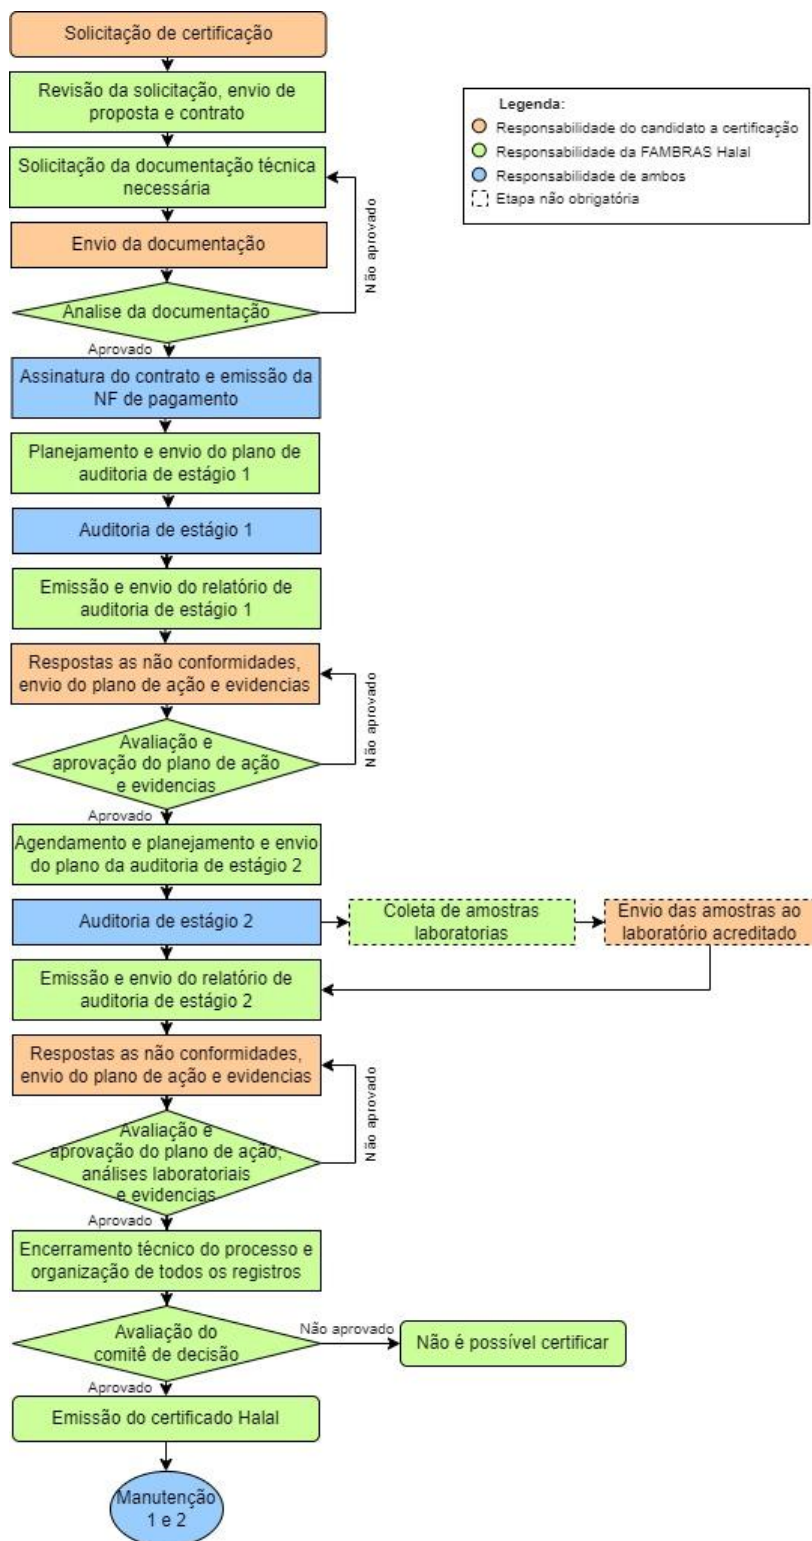 Solicitação de certificação
Revisão da solicitação, envio de
proposta e contrato
Legenda:
Responsabilidade do candidato a certificação
Responsabilidade da FAMBRAS Halal
Responsabilidade de ambos
Etapa não obrigatória
Solicitação da documentação técnica
necessária
Envio da documentação
Não aprovado
Analise da documentação
Aprovado
Assinatura do contrato e emissão da
NF de pagamento
Planejamento e envio do plano de
auditoria de estágio 1
Auditoria de estágio 1
Emissão e envio do relatório de
auditoria de estágio 1
Respostas as não conformidades,
envio do plano de ação e evidencias
Não aprovado
Avaliação e
aprovação do plano de ação
e evidencias
Aprovado
Agendamento e planejamento e envio
do plano da auditoria de estágio 2
Auditoria de estágio 2
Coleta de amostras
laboratorias
Envio das amostras ao
laboratório acreditado
Emissão e envio do relatório de
auditoria de estágio 2
Respostas as não conformidades,
envio do plano de ação e evidencias
Não aprovado
Avaliação e
aprovação do plano de ação,
análises laboratoriais
e evidencias
Aprovado
Encerramento técnico do processo e
organização de todos os registros
Avaliação do
comitê de decisão
Não aprovado
Não é possível certificar
Aprovado
Emissão do certificado Halal
Manutenção
1 e 2